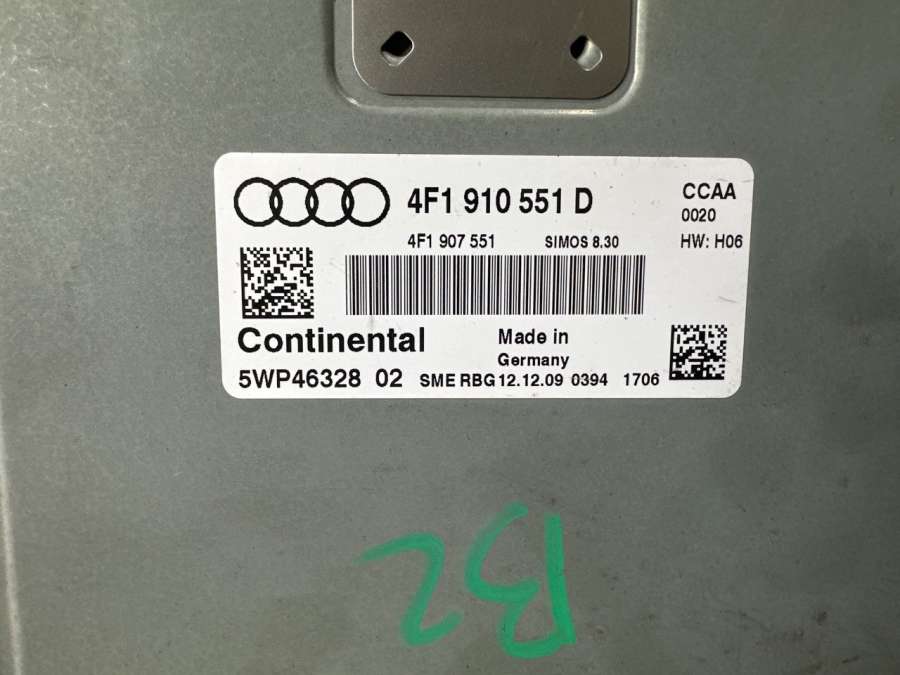 4F1 910 551 D
CCAA
0020
4F1 907 551 SIMOS 8.30 HW: H06
Continental
Made in
Germany
5WP46328 02 SME RBG 12.12.09 0394 1706
B2